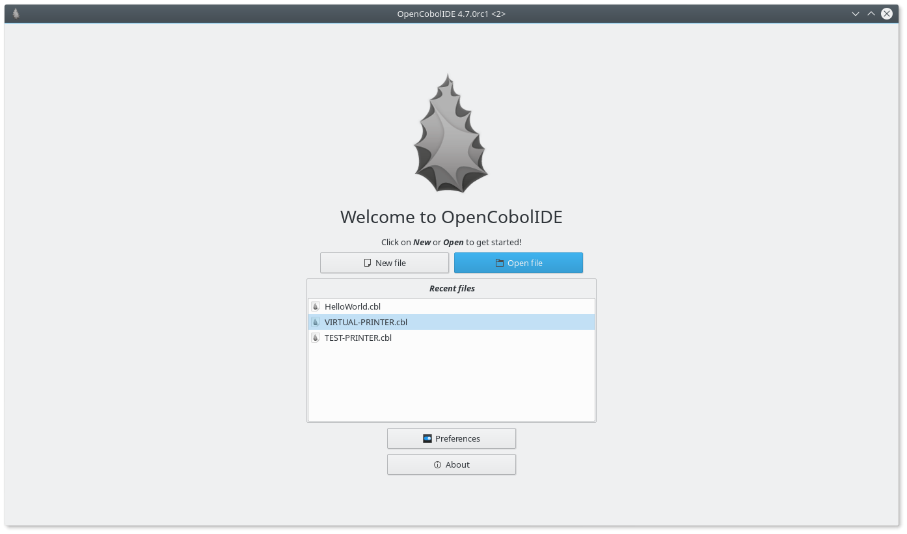 OpenCobolIDE 4.7.0rc1 <2>
Welcome to OpenCobolIDE
Click on New or Open to get started!
New file
Open file
Recent files
HelloWorld.cbl
VIRTUAL-PRINTER.cbl
TEST-PRINTER.cbl
Preferences
About